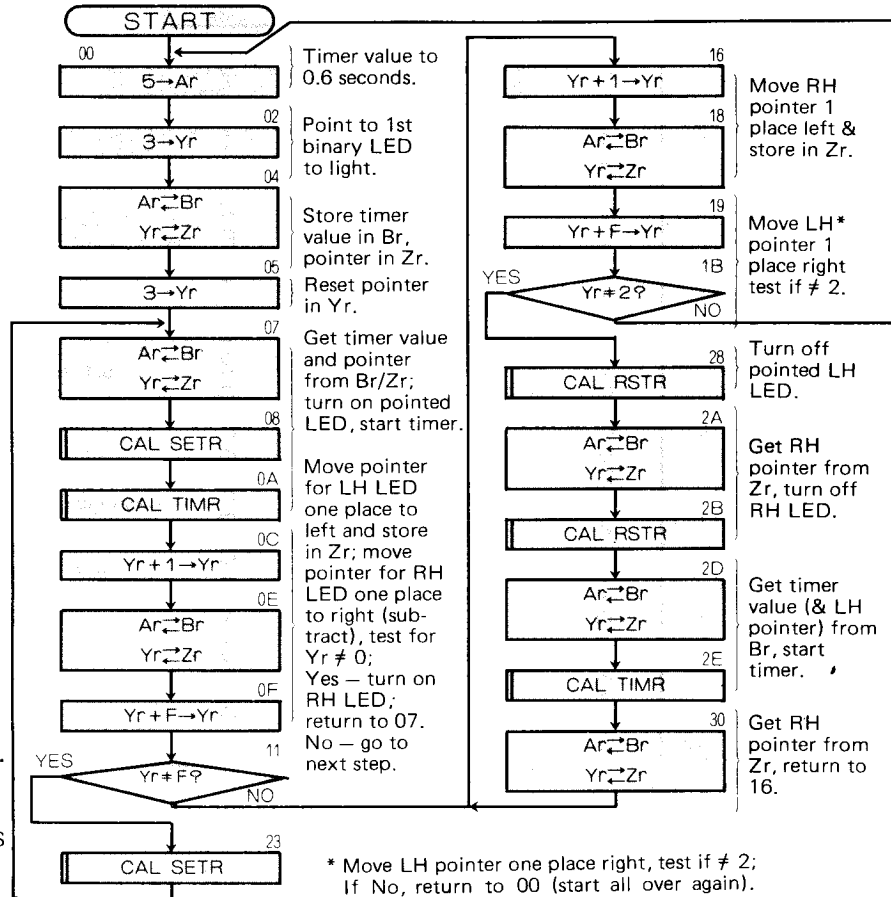 START
00
5→Ar
Timer value to
0.6 seconds.
02
3→Yr
Point to 1st
binary LED
to light.
04
Ar⇄Br
Yr⇄Zr
Store timer
value in Br,
pointer in Zr.
05
3→Yr
Reset pointer
in Yr.
07
Ar⇄Br
Yr⇄Zr
Get timer value
and pointer
from Br/Zr;
turn on pointed
LED, start timer.
08
CAL SETR
0A
CAL TIMR
0C
Yr+1→Yr
0E
Ar⇄Br
Yr⇄Zr
0F
Yr+F→Yr
Move pointer
for LH LED
one place to
left and store
in Zr; move
pointer for RH
LED one place
to right (sub-
tract), test for
Yr ≠ 0;
Yes – turn on
RH LED;
return to 07.
No – go to
next step.
11
YES
Yr≠F?
NO
23
CAL SETR
16
Yr+1→Yr
18
Ar⇄Br
Yr⇄Zr
Move RH
pointer 1
place left &
store in Zr.
19
Yr+F→Yr
1B
YES
Yr≠2?
NO
Move LH*
pointer 1
place right
test if ≠ 2.
28
CAL RSTR
Turn off
pointed LH
LED.
2A
Ar⇄Br
Yr⇄Zr
2B
CAL RSTR
Get RH
pointer from
Zr, turn off
RH LED.
2D
Ar⇄Br
Yr⇄Zr
2E
CAL TIMR
Get timer
value (& LH
pointer) from
Br, start
timer.
30
Ar⇄Br
Yr⇄Zr
Get RH
pointer from
Zr, return to
16.
* Move LH pointer one place right, test if ≠ 2;
If No, return to 00 (start all over again).